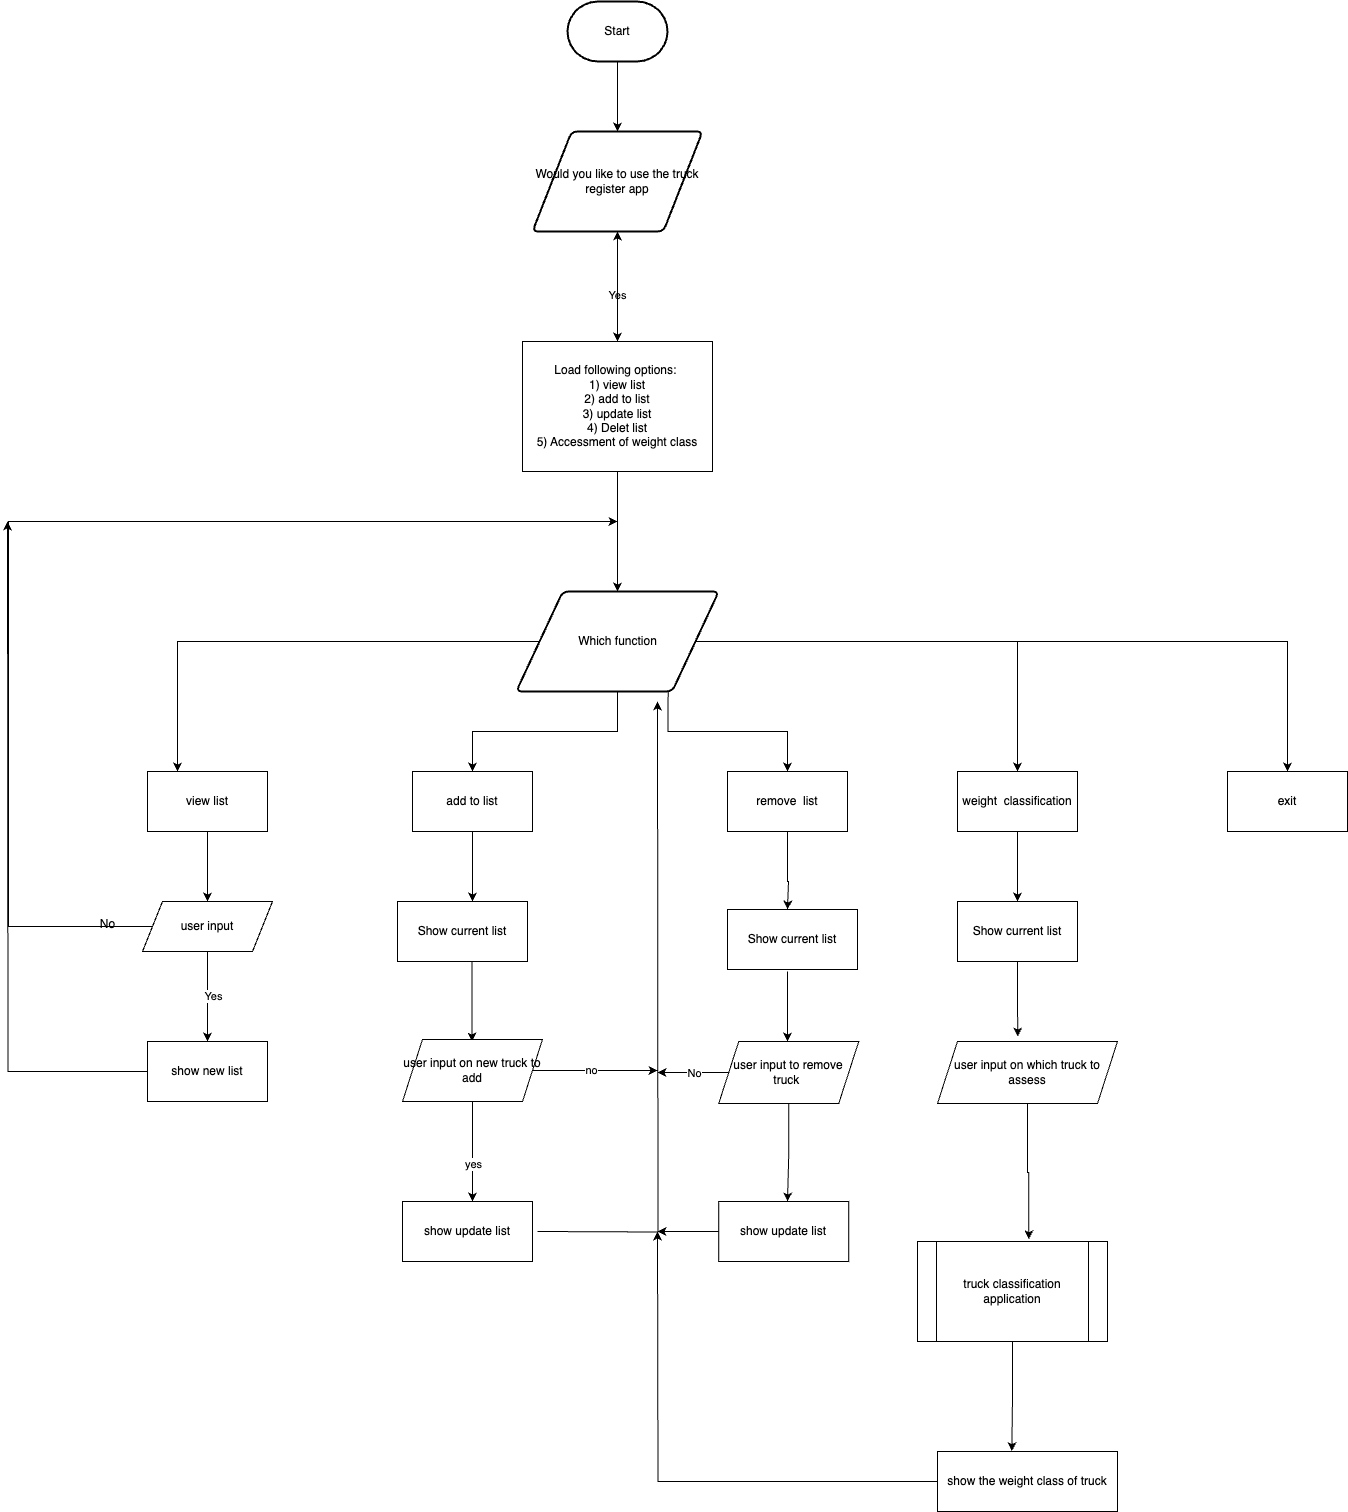 Start
Would you like to use the truck
register app
Yes
Load following options:
1) view list
2) add to list
3) update list
4) Delet list
5) Accessment of weight class
Which function
view list
add to list
remove  list
weight  classification
exit
No
user input
Show current list
Show current list
Show current list
Yes
show new list
user input on new truck to
add
no
No
user input to remove
truck
user input on which truck to
assess
yes
show update list
show update list
truck classification
application
show the weight class of truck